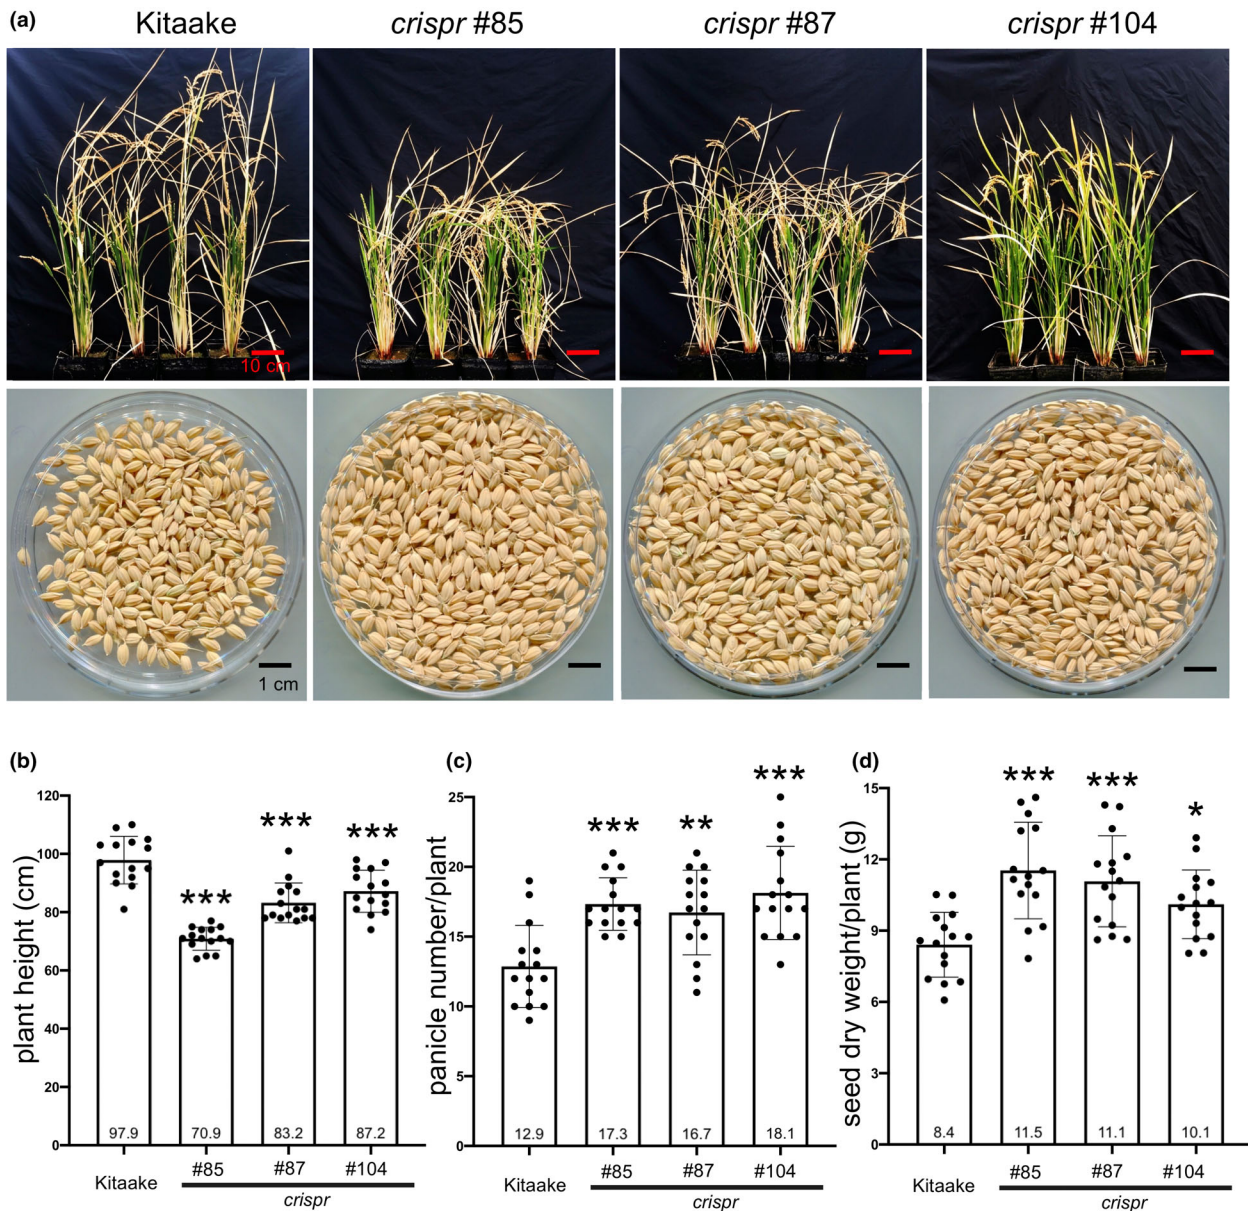 (a) Kitaake crispr #85 crispr #87 crispr #104
10 cm
1 cm
(b)
plant height (cm)
120
100
80
60
40
20
0
***
***
***
97.9 70.9 83.2 87.2
Kitaake #85 #87 #104
crispr
(c)
panicle number/plant
25
20
15
10
5
0
***
**
***
12.9 17.3 16.7 18.1
Kitaake #85 #87 #104
crispr
(d)
seed dry weight/plant (g)
15
12
9
6
3
0
***
***
*
8.4 11.5 11.1 10.1
Kitaake #85 #87 #104
crispr